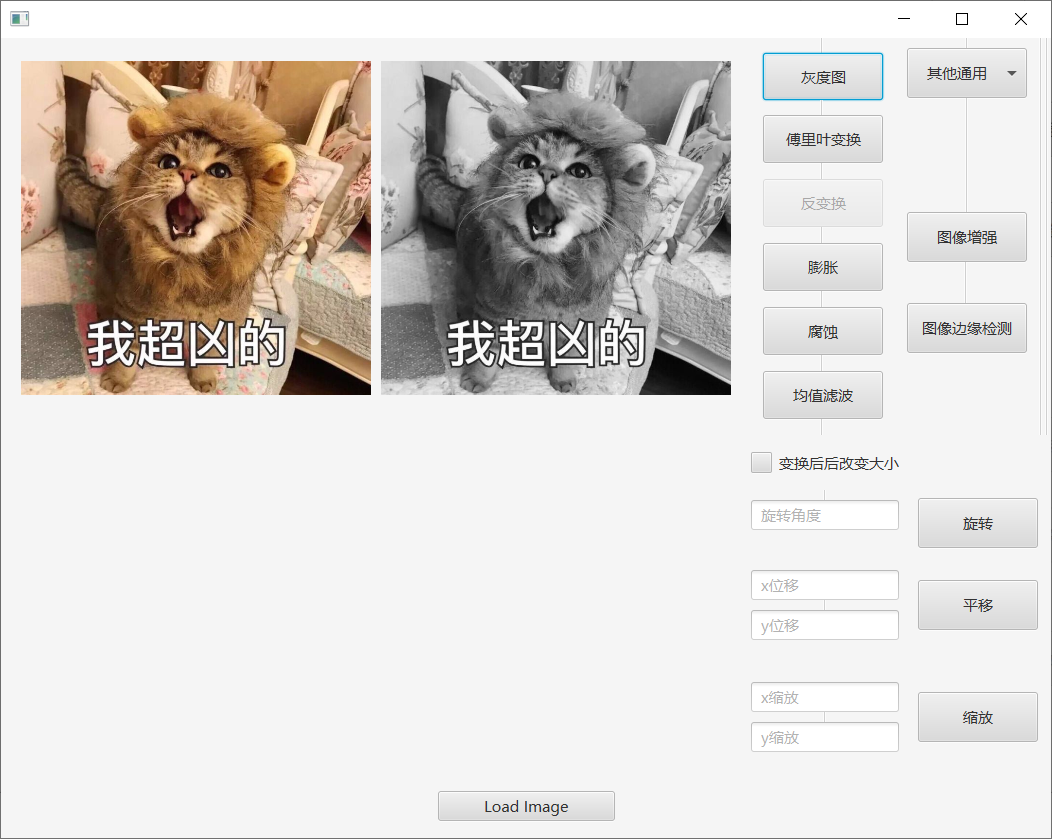 我超凶的
我超凶的
灰度图
傅里叶变换
反变换
膨胀
腐蚀
均值滤波
其他通用
图像增强
图像边缘检测
变换后后改变大小
旋转角度
旋转
x位移
y位移
平移
x缩放
y缩放
缩放
Load Image